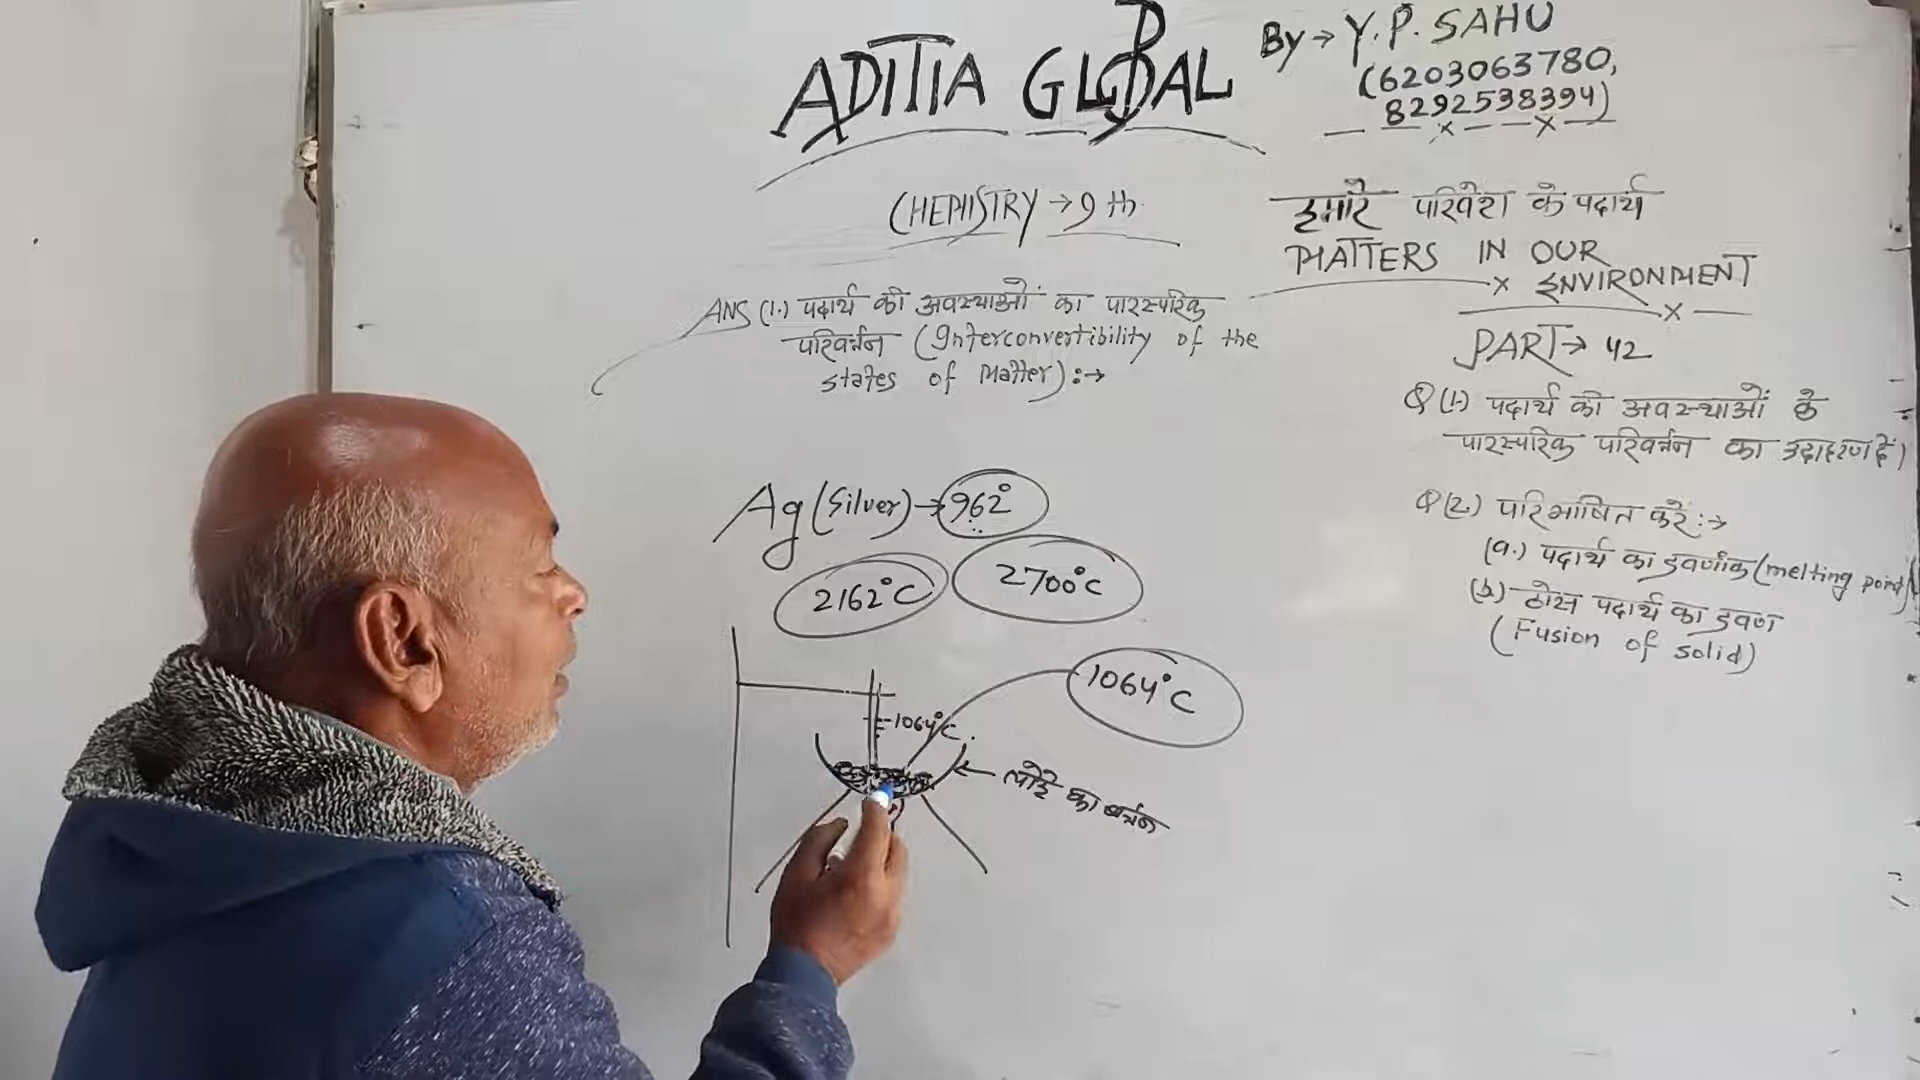 ADITIA GLOBAL
By → Y. P. SAHU
(6203063780,
8292538394)
CHEMISTRY → 9 th
हमारे परिवेश के पदार्थ
MATTERS IN OUR
ENVIRONMENT
PART → 42
ANS (1.) पदार्थ की अवस्थाओं का पारस्परिक
परिवर्त्तन (Interconvertibility of the
states of Matter) :→
Q (1.) पदार्थ की अवस्थाओं के
पारस्परिक परिवर्त्तन का उदाहरण दें।
Q (2.) परिभाषित करें :→
(a.) पदार्थ का द्रवणांक (melting point)
(b.) ठोस पदार्थ का द्रवण
(Fusion of solid)
Ag (Silver) → 962°
2162°C 2700°C
1064°C
1064°C
लोहे का बर्त्तन